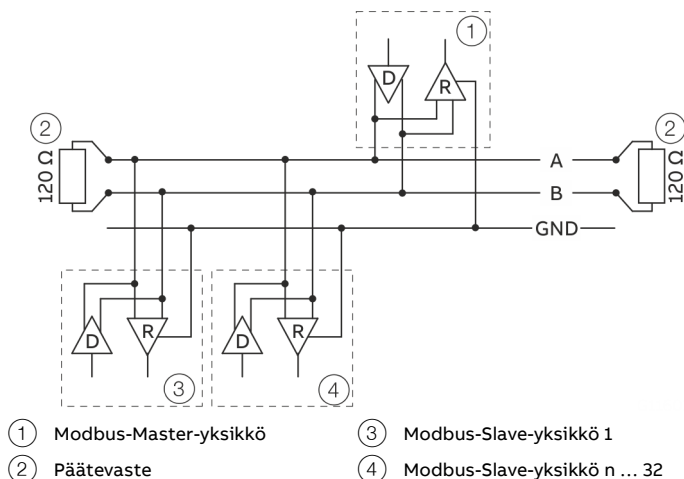 1
D
R
2
2
120 Ω
A
120 Ω
B
GND
D
R
D
R
3
4
1 Modbus-Master-yksikkö
3 Modbus-Slave-yksikkö 1
2 Päätevaste
4 Modbus-Slave-yksikkö n ... 32